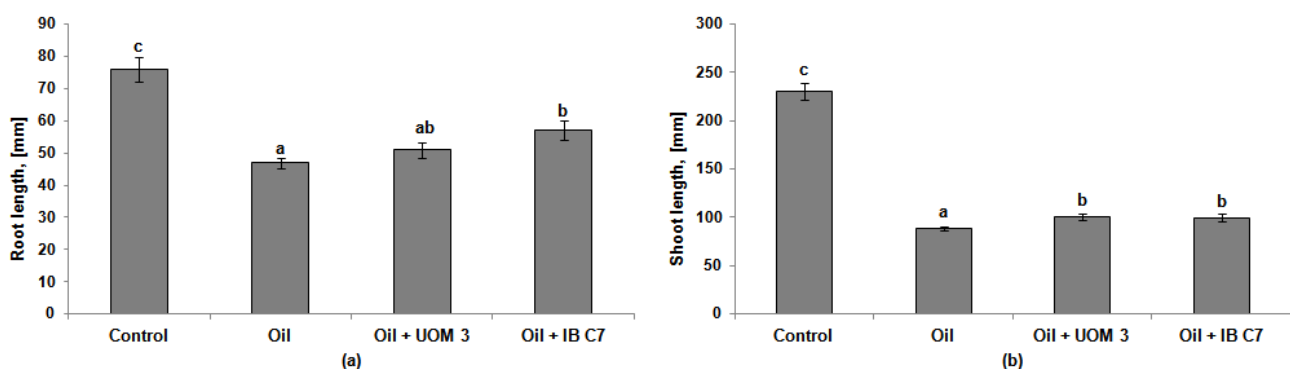 Root length, [mm]
90
80
70
60
50
40
30
20
10
0
c
a
ab
b
Control
Oil
Oil + UOM 3
Oil + IB C7
(a)
Shoot length, [mm]
300
250
200
150
100
50
0
c
a
b
b
Control
Oil
Oil + UOM 3
Oil + IB C7
(b)